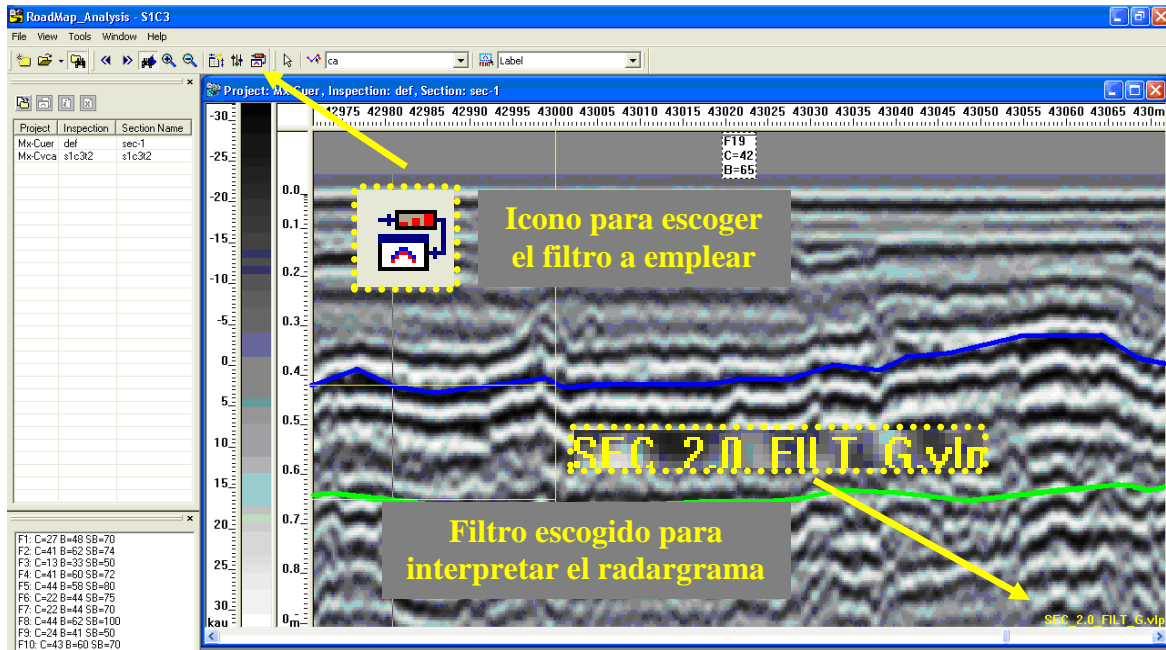 RoadMap_Analysis - S1C3
File View Tools Window Help
ca Label
Project: Mx-Cuer, Inspection: def, Section: sec-1
Project Inspection Section Name
Mx-Cuer def sec-1
Mx-Cvca s1c3t2 s1c3t2
42975 42980 42985 42990 42995 43000 43005 43010 43015 43020 43025 43030 43035 43040 43045 43050 43055 43060 43065 430m
F19
C=42
B=65
-30
-25
-20
-15
-10
-5
0
5
10
15
20
25
30
kau
0.0
0.1
0.2
0.3
0.4
0.5
0.6
0.7
0.8
0m
Icono para escoger
el filtro a emplear
SEC_2.0_FILT_G.vlp
Filtro escogido para
interpretar el radargrama
SEC_2.0_FILT_G.vlp
F1: C=27 B=48 SB=70
F2: C=41 B=62 SB=74
F3: C=13 B=33 SB=50
F4: C=41 B=60 SB=72
F5: C=44 B=58 SB=80
F6: C=22 B=44 SB=75
F7: C=22 B=44 SB=70
F8: C=44 B=62 SB=100
F9: C=24 B=41 SB=50
F10: C=43 B=60 SB=70